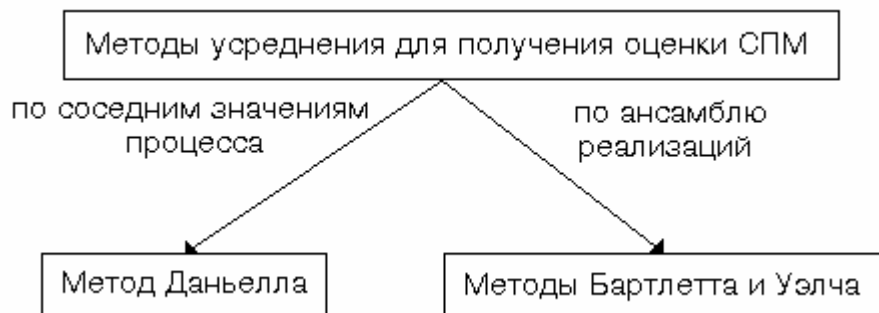 Методы усреднения для получения оценки СПМ
по соседним значениям
процесса
по ансамблю
реализаций
Метод Даньелла
Методы Бартлетта и Уэлча